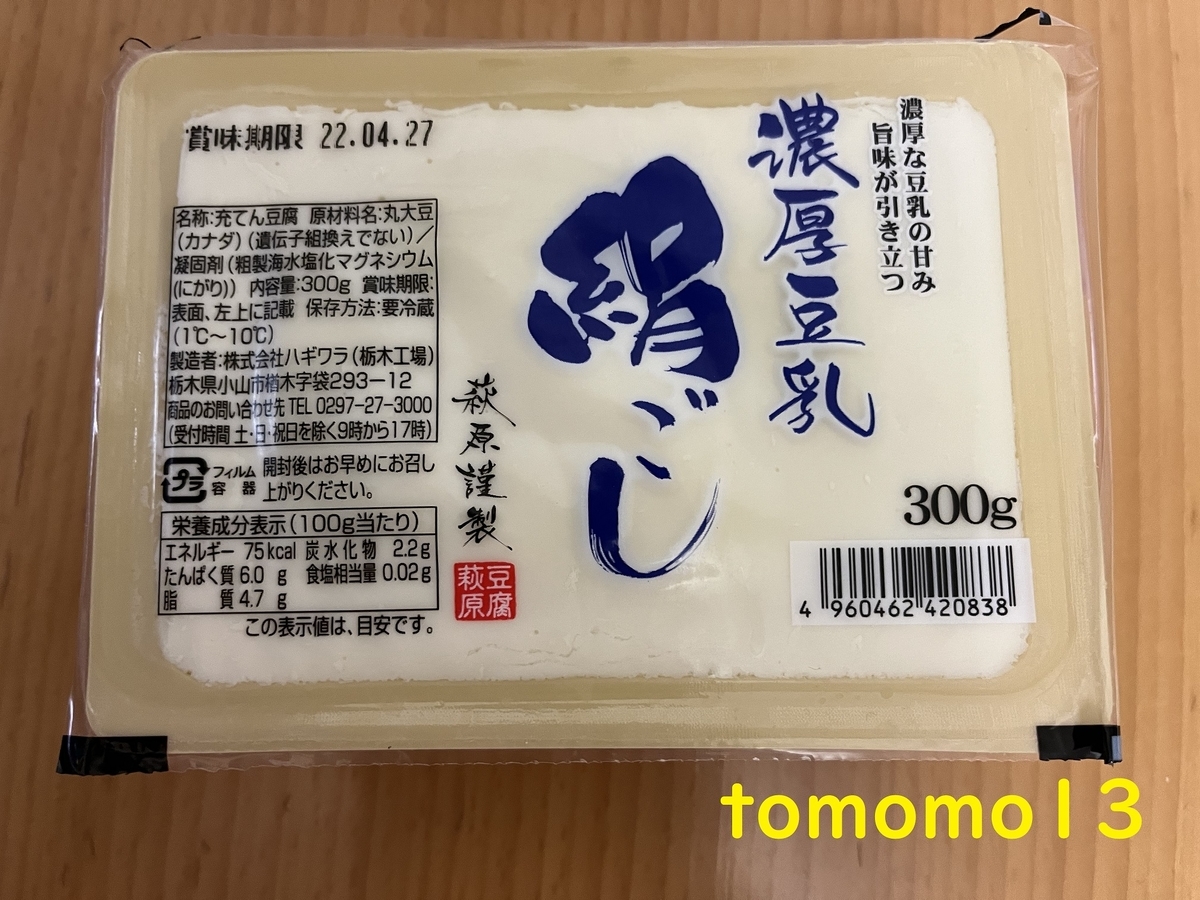 賞味期限 22.04.27
名称:充てん豆腐 原材料名:丸大豆
(カナダ)(遺伝子組換えでない)／
凝固剤(粗製海水塩化マグネシウム
(にがり)) 内容量:300g 賞味期限:
表面、左上に記載 保存方法:要冷蔵
(1℃～10℃)
製造者:株式会社ハギワラ(栃木工場)
栃木県小山市楢木字袋293－12
商品のお問い合わせ先 TEL 0297-27-3000
(受付時間 土・日・祝日を除く9時から17時)
プラ
フィルム
容器
開封後はお早めにお召し
上がりください。
栄養成分表示(100g当たり)
エネルギー 75kcal 炭水化物 2.2g
たんぱく質 6.0 g 食塩相当量 0.02g
脂質 4.7 g
この表示値は、目安です。
濃厚な豆乳の甘み
旨味が引き立つ
濃厚豆乳
絹ごし
萩原謹製
豆腐
萩原
300g
4 960462 420838
tomomo13